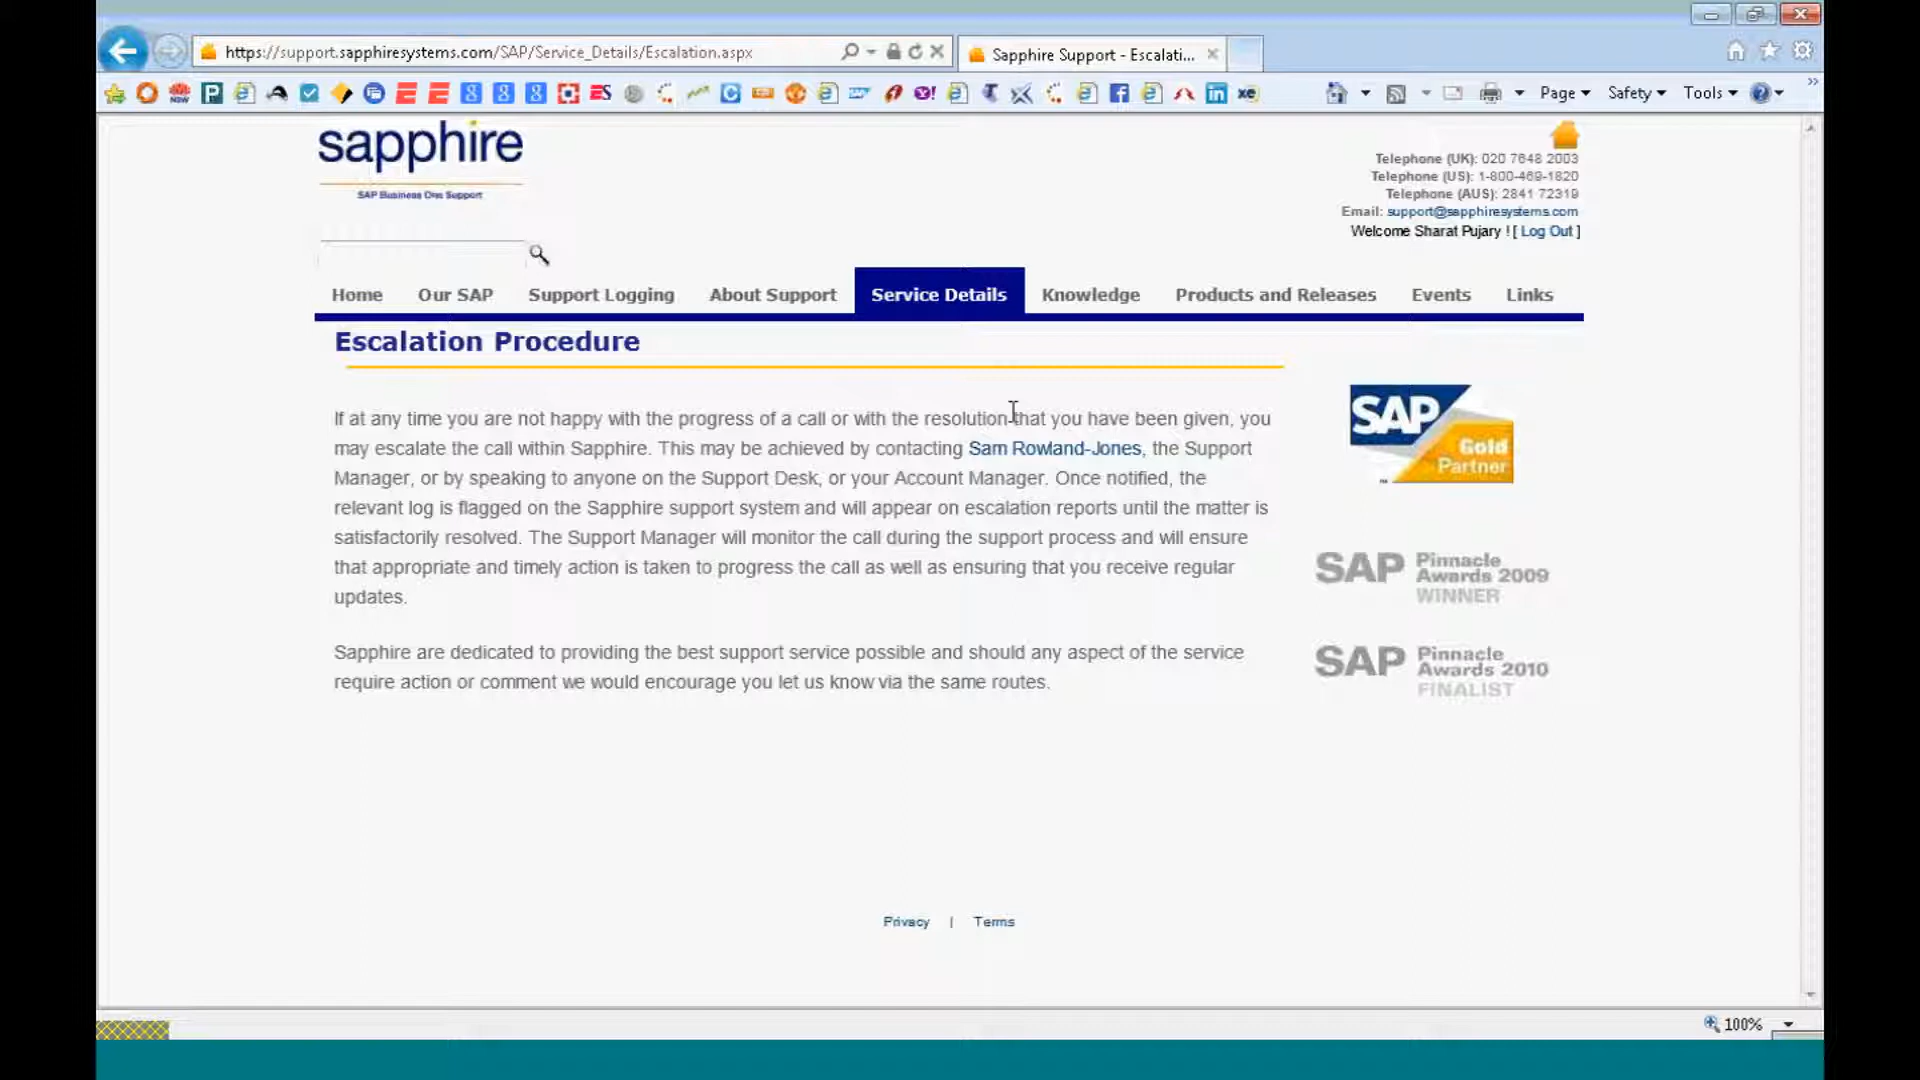 https://support.sapphiresystems.com/SAP/Service_Details/Escalation.aspx
Sapphire Support - Escalati...
Page
Safety
Tools
sapphire
SAP Business One Support
Telephone (UK): 020 7648 2003
Telephone (US): 1-800-469-1820
Telephone (AUS): 2841 72319
Email: support@sapphiresystems.com
Welcome Sharat Pujary ! [ Log Out ]
Home Our SAP Support Logging About Support Service Details Knowledge Products and Releases Events Links
Escalation Procedure
If at any time you are not happy with the progress of a call or with the resolution that you have been given, you
may escalate the call within Sapphire. This may be achieved by contacting Sam Rowland-Jones, the Support
Manager, or by speaking to anyone on the Support Desk, or your Account Manager. Once notified, the
relevant log is flagged on the Sapphire support system and will appear on escalation reports until the matter is
satisfactorily resolved. The Support Manager will monitor the call during the support process and will ensure
that appropriate and timely action is taken to progress the call as well as ensuring that you receive regular
updates.
Sapphire are dedicated to providing the best support service possible and should any aspect of the service
require action or comment we would encourage you let us know via the same routes.
SAP
Gold
Partner
SAP Pinnacle
Awards 2009
WINNER
SAP Pinnacle
Awards 2010
FINALIST
Privacy | Terms
100%